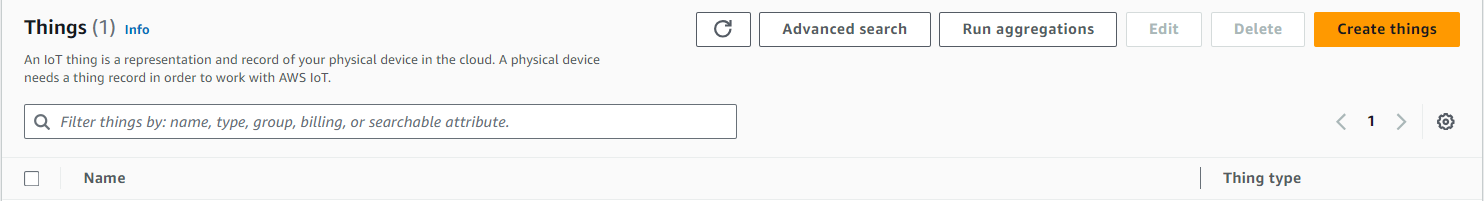 Things (1) Info
Advanced search
Run aggregations
Edit
Delete
Create things
An IoT thing is a representation and record of your physical device in the cloud. A physical device
needs a thing record in order to work with AWS IoT.
Filter things by: name, type, group, billing, or searchable attribute.
1
Name
Thing type